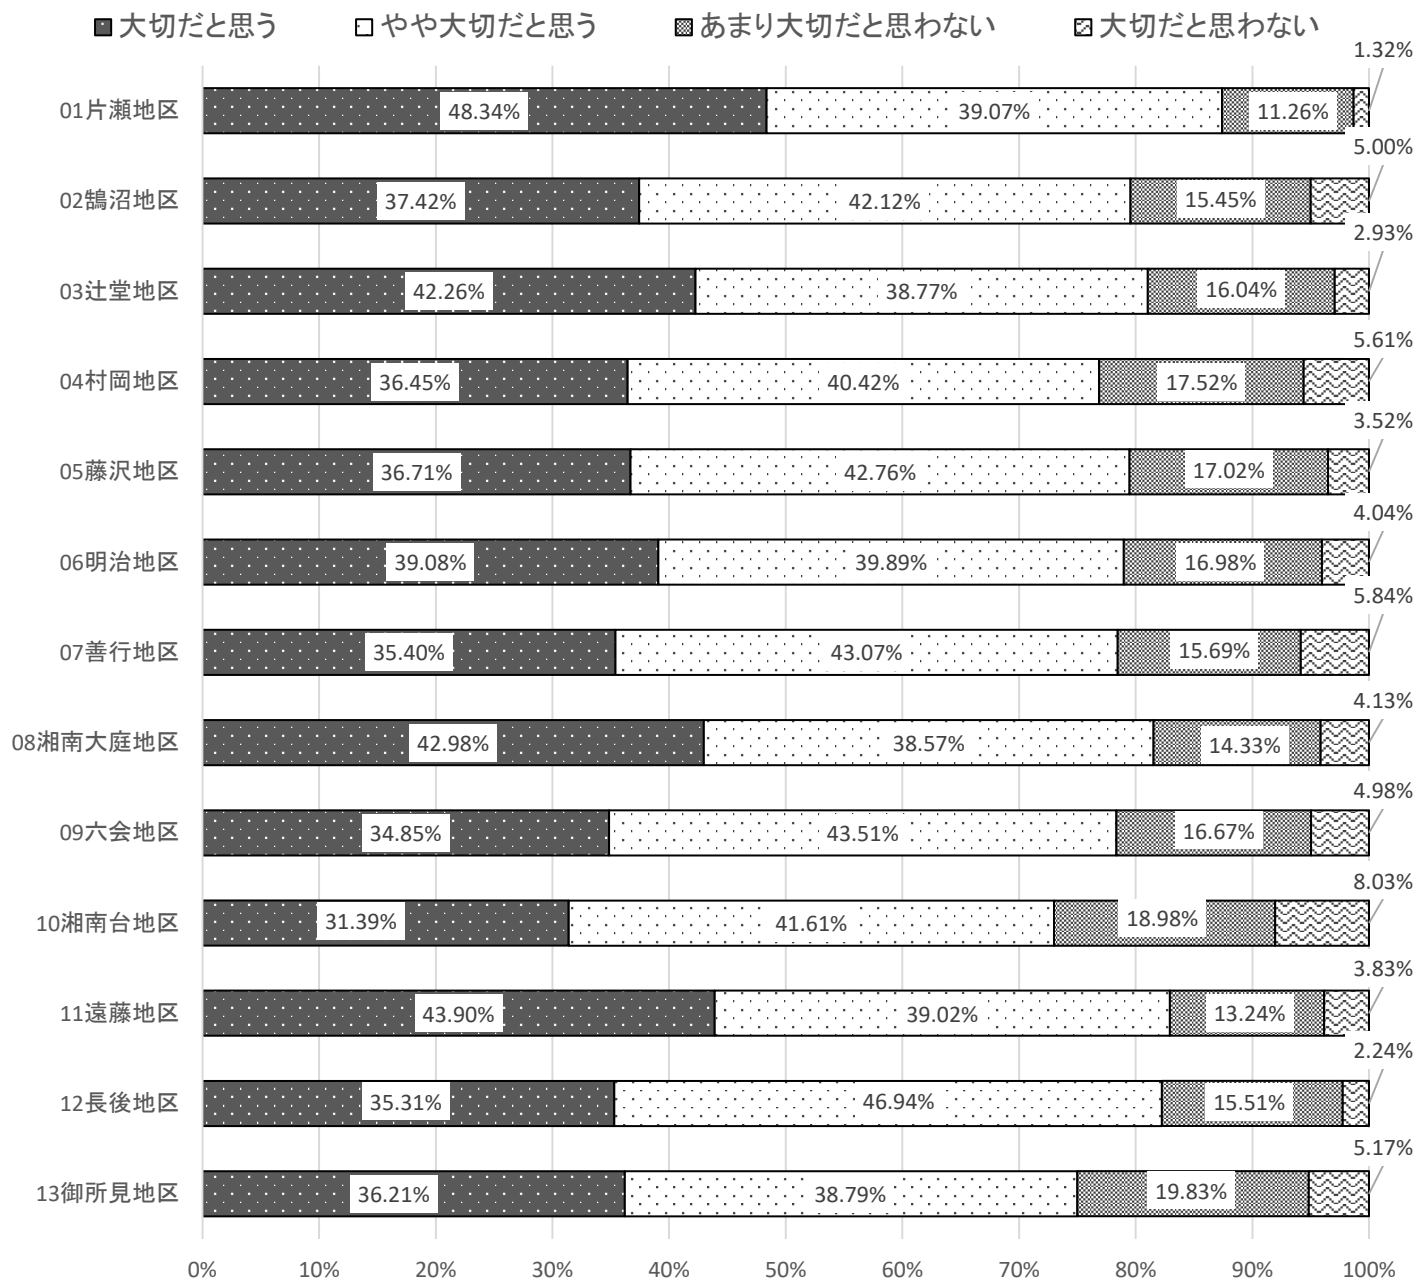 大切だと思う やや大切だと思う あまり大切だと思わない 大切だと思わない
1.32%
01片瀬地区 48.34% 39.07% 11.26%
5.00%
02鵠沼地区 37.42% 42.12% 15.45%
2.93%
03辻堂地区 42.26% 38.77% 16.04%
5.61%
04村岡地区 36.45% 40.42% 17.52%
3.52%
05藤沢地区 36.71% 42.76% 17.02%
4.04%
06明治地区 39.08% 39.89% 16.98%
5.84%
07善行地区 35.40% 43.07% 15.69%
4.13%
08湘南大庭地区 42.98% 38.57% 14.33%
4.98%
09六会地区 34.85% 43.51% 16.67%
8.03%
10湘南台地区 31.39% 41.61% 18.98%
3.83%
11遠藤地区 43.90% 39.02% 13.24%
2.24%
12長後地区 35.31% 46.94% 15.51%
5.17%
13御所見地区 36.21% 38.79% 19.83%
0% 10% 20% 30% 40% 50% 60% 70% 80% 90% 100%